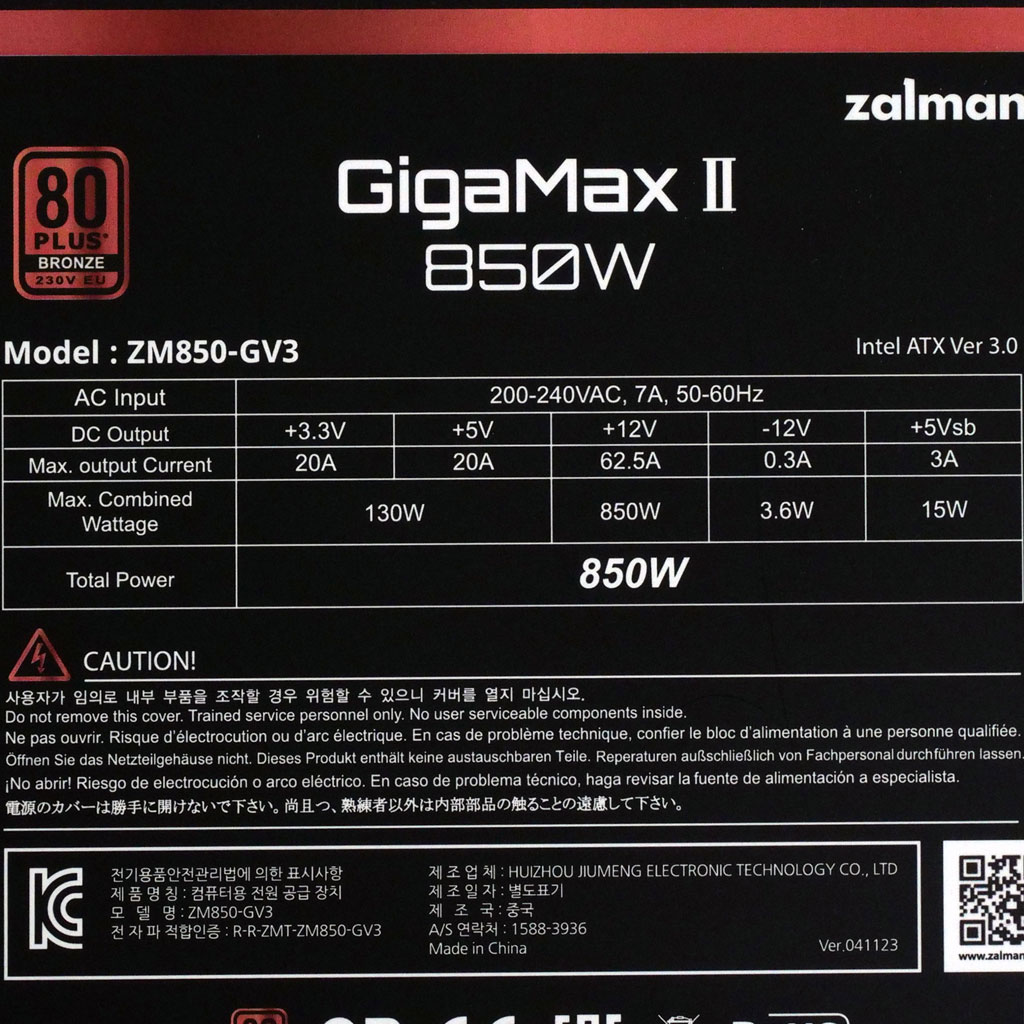 zalman
80
PLUS
BRONZE
230V EU
GigaMax II
850W
Model : ZM850-GV3
Intel ATX Ver 3.0
AC Input 200-240VAC, 7A, 50-60Hz
DC Output +3.3V +5V +12V -12V +5Vsb
Max. output Current 20A 20A 62.5A 0.3A 3A
Max. Combined
Wattage 130W 850W 3.6W 15W
Total Power 850W
CAUTION!
사용자가 임의로 내부 부품을 조작할 경우 위험할 수 있으니 커버를 열지 마십시오.
Do not remove this cover. Trained service personnel only. No user serviceable components inside.
Ne pas ouvrir. Risque d'électrocution ou d'arc électrique. En cas de problème technique, confier le bloc d'alimentation à une personne qualifiée.
Öffnen Sie das Netzteilgehäuse nicht. Dieses Produkt enthält keine austauschbaren Teile. Reperaturen außschließlich von Fachpersonal durchführen lassen.
¡No abrir! Riesgo de electrocución o arco eléctrico. En caso de problema técnico, haga revisar la fuente de alimentación a especialista.
電源のカバーは勝手に開けないで下さい。尚且つ、熟練者以外は内部部品の触ることの遠慮して下さい。
전기용품안전관리법에 의한 표시사항
제 품 명 칭 : 컴퓨터용 전원 공급 장치
모 델 명 : ZM850-GV3
전 자 파 적합인증 : R-R-ZMT-ZM850-GV3
제 조 업 체 : HUIZHOU JIUMENG ELECTRONIC TECHNOLOGY CO., LTD
제 조 일 자 : 별도표기
제 조 국 : 중국
A/S 연락처 : 1588-3936
Made in China
Ver.041123
www.zalman